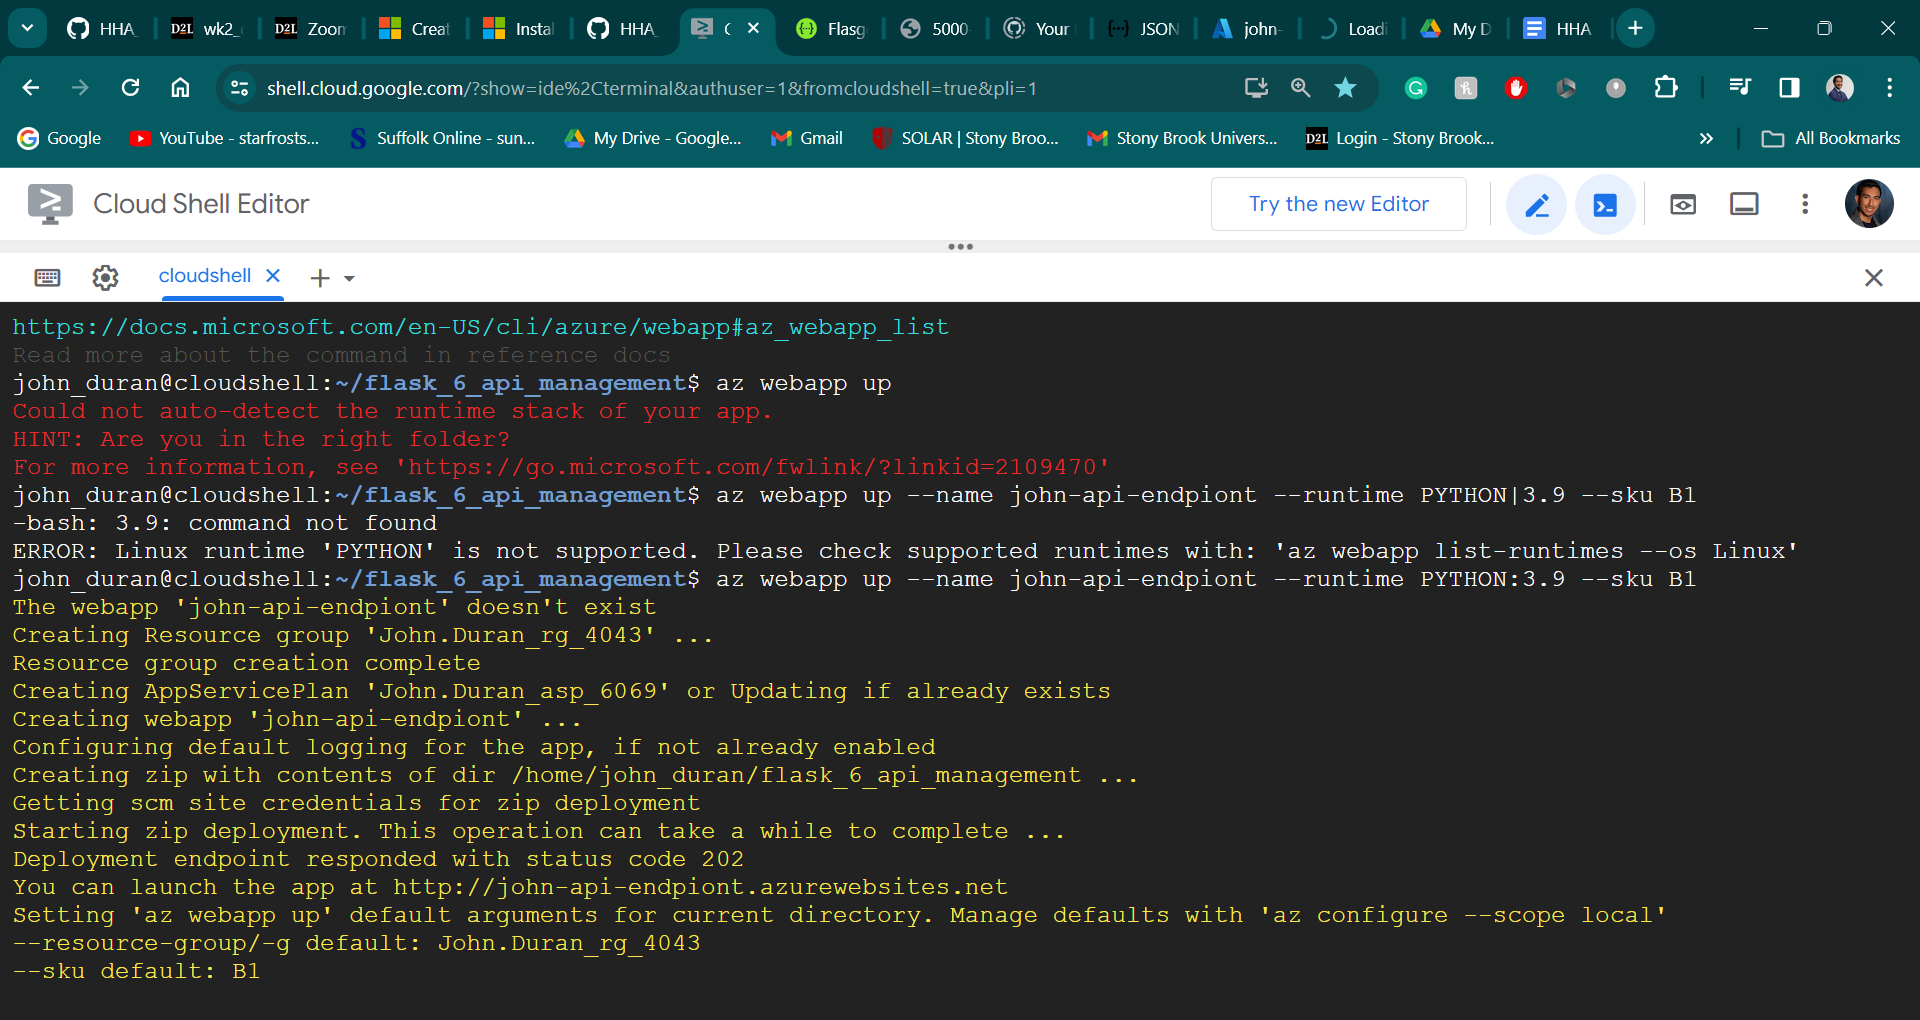 HHA
wk2_
Zoom
Creat
Instal
HHA
Flasg
5000
Your
JSON
john-
Loadi
My D
HHA
shell.cloud.google.com/?show=ide%2Cterminal&authuser=1&fromcloudshell=true&pli=1
Google
YouTube - starfrosts...
Suffolk Online - sun...
My Drive - Google...
Gmail
SOLAR | Stony Broo...
Stony Brook Univers...
D2L
Login - Stony Brook...
All Bookmarks
Cloud Shell Editor
Try the new Editor
cloudshell
https://docs.microsoft.com/en-US/cli/azure/webapp#az_webapp_list
Read more about the command in reference docs
john_duran@cloudshell:~/flask_6_api_management$ az webapp up
Could not auto-detect the runtime stack of your app.
HINT: Are you in the right folder?
For more information, see 'https://go.microsoft.com/fwlink/?linkid=2109470'
john_duran@cloudshell:~/flask_6_api_management$ az webapp up --name john-api-endpiont --runtime PYTHON|3.9 --sku B1
-bash: 3.9: command not found
ERROR: Linux runtime 'PYTHON' is not supported. Please check supported runtimes with: 'az webapp list-runtimes --os Linux'
john_duran@cloudshell:~/flask_6_api_management$ az webapp up --name john-api-endpiont --runtime PYTHON:3.9 --sku B1
The webapp 'john-api-endpiont' doesn't exist
Creating Resource group 'John.Duran_rg_4043' ...
Resource group creation complete
Creating AppServicePlan 'John.Duran_asp_6069' or Updating if already exists
Creating webapp 'john-api-endpiont' ...
Configuring default logging for the app, if not already enabled
Creating zip with contents of dir /home/john_duran/flask_6_api_management ...
Getting scm site credentials for zip deployment
Starting zip deployment. This operation can take a while to complete ...
Deployment endpoint responded with status code 202
You can launch the app at http://john-api-endpiont.azurewebsites.net
Setting 'az webapp up' default arguments for current directory. Manage defaults with 'az configure --scope local'
--resource-group/-g default: John.Duran_rg_4043
--sku default: B1